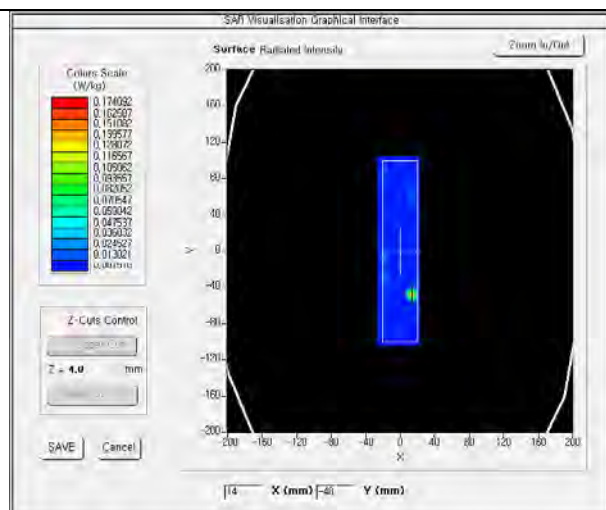 SAR Visualisation Graphical Interface
Surface Radiated Intensity
Zoom In/Out
Colors Scale
(W/kg)
0.174092
0.162587
0.151082
0.139577
0.128072
0.116567
0.105062
0.093557
0.082052
0.070547
0.059042
0.047537
0.036032
0.024527
0.013021
200
160
120
80
40
0
-40
-80
-120
-160
-200
Y
-200 -160 -120 -80 -40 0 40 80 120 160 200
X
Z-Cuts Control
Z = 4.0 mm
SAVE Cancel
14 X (mm) -48 Y (mm)